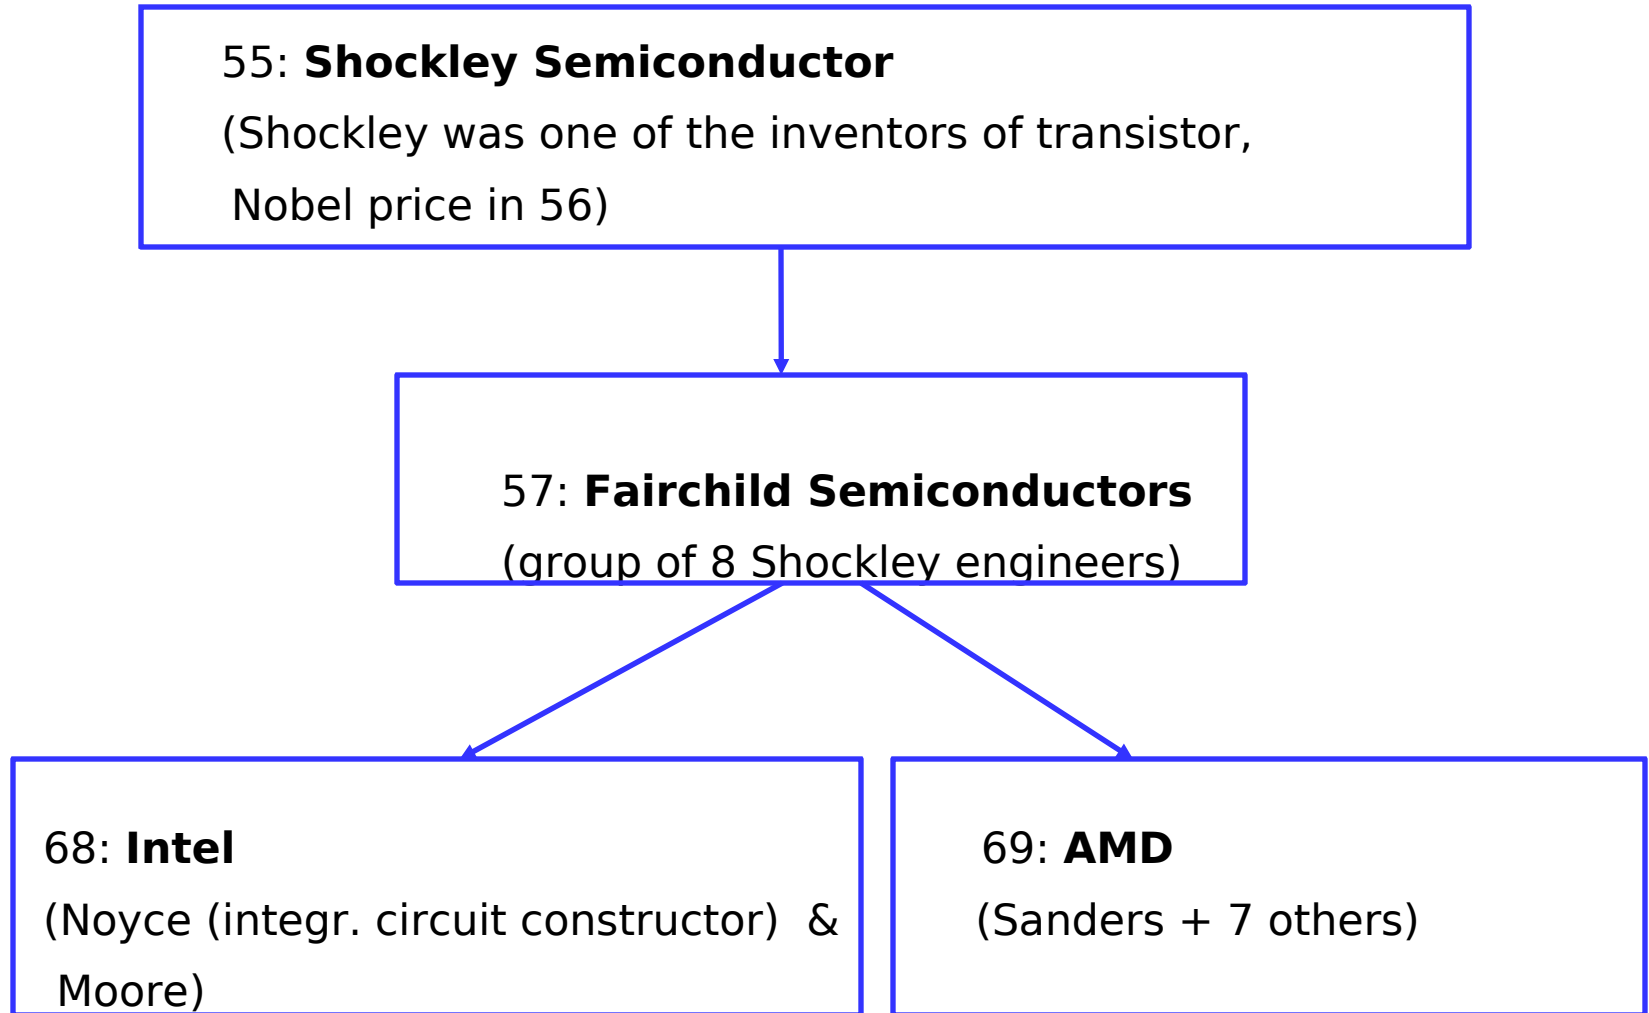 55: Shockley Semiconductor
(Shockley was one of the inventors of transistor,
Nobel price in 56)
57: Fairchild Semiconductors
(group of 8 Shockley engineers)
68: Intel
(Noyce (integr. circuit constructor) &
Moore)
69: AMD
(Sanders + 7 others)